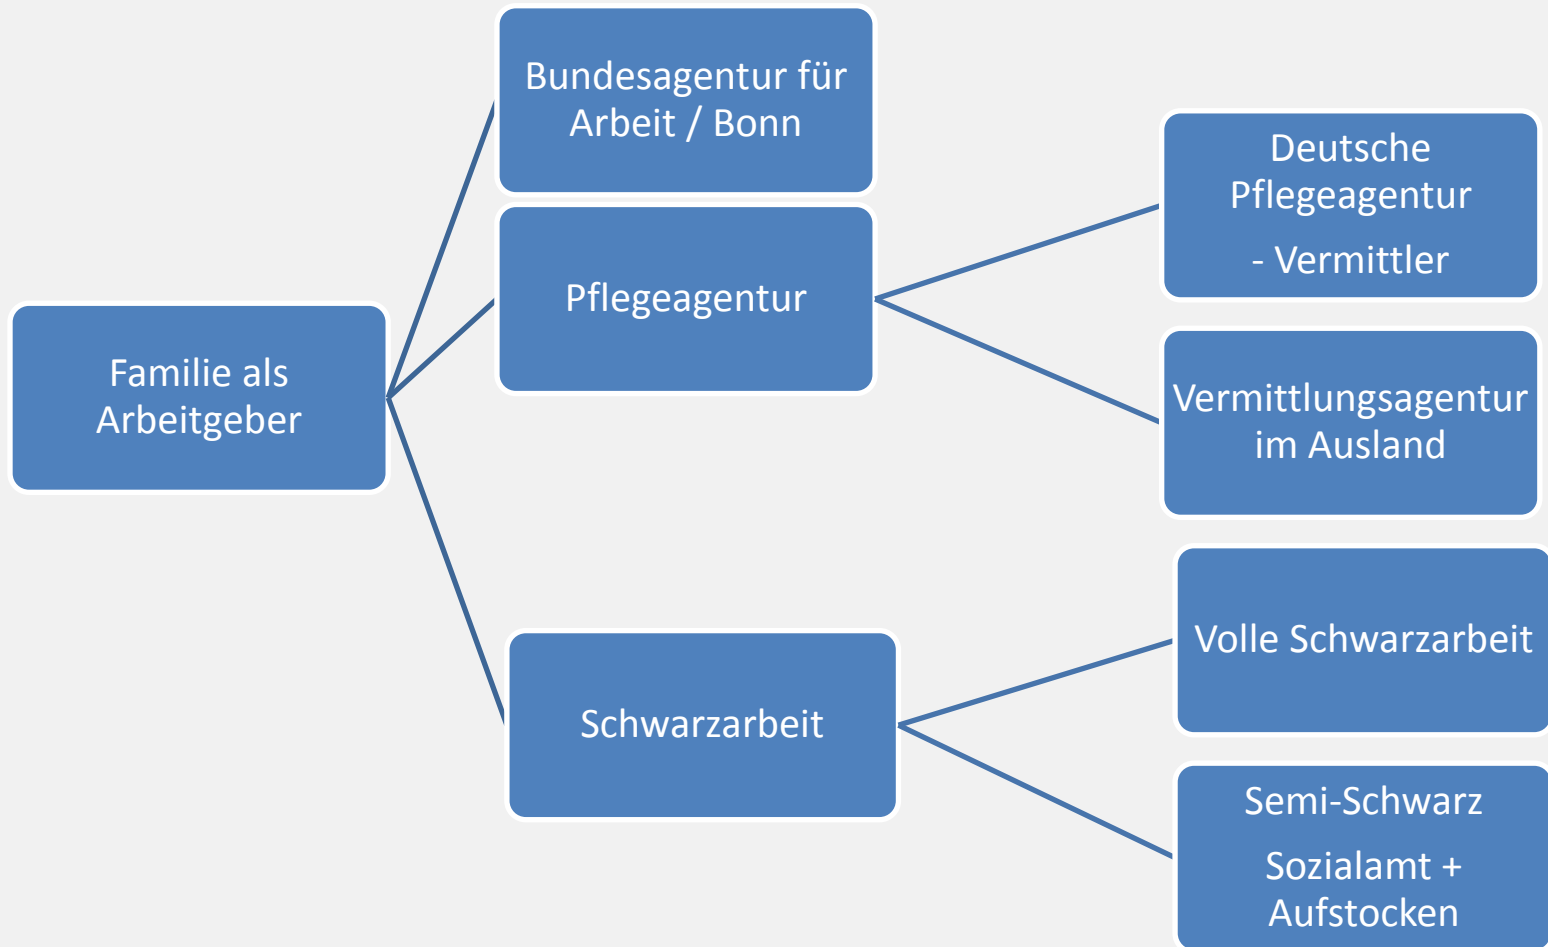 Familie als
Arbeitgeber
Bundesagentur für
Arbeit / Bonn
Pflegeagentur
Deutsche
Pflegeagentur
- Vermittler
Vermittlungsagentur
im Ausland
Schwarzarbeit
Volle Schwarzarbeit
Semi-Schwarz
Sozialamt +
Aufstocken